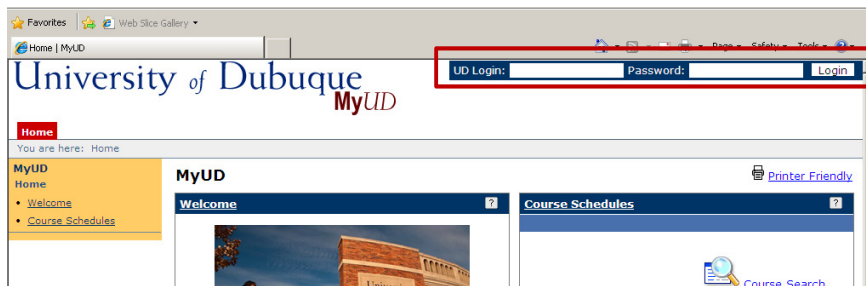 Favorites Web Slice Gallery
Home | MyUD
Page Safety Tools
University of Dubuque
MyUD
UD Login: Password: Login
Home
You are here: Home
MyUD
Home
Welcome
Course Schedules
MyUD
Printer Friendly
Welcome ?
Course Schedules ?
Course Search